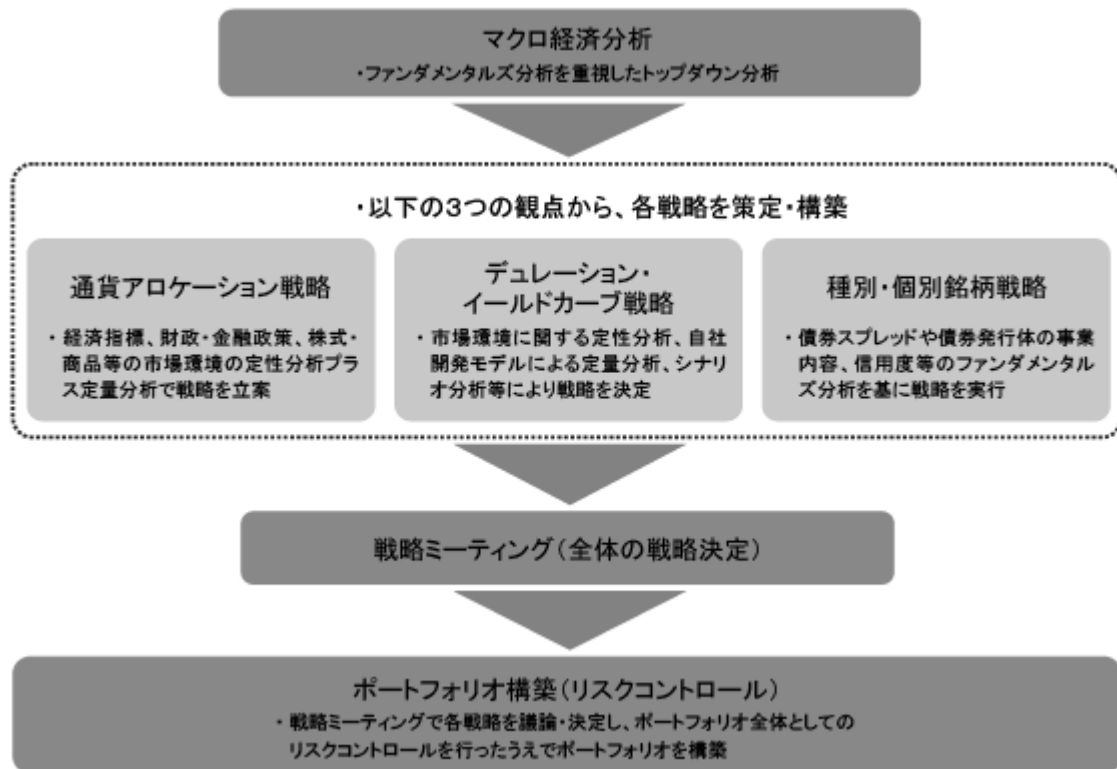 マクロ経済分析
・ファンダメンタルズ分析を重視したトップダウン分析
・以下の3つの観点から、各戦略を策定・構築
通貨アロケーション戦略
・経済指標、財政・金融政策、株式・
商品等の市場環境の定性分析プラ
ス定量分析で戦略を立案
デュレーション・
イールドカーブ戦略
・市場環境に関する定性分析、自社
開発モデルによる定量分析、シナリ
オ分析等により戦略を決定
種別・個別銘柄戦略
・債券スプレッドや債券発行体の事業
内容、信用度等のファンダメンタル
ズ分析を基に戦略を実行
戦略ミーティング(全体の戦略決定)
ポートフォリオ構築(リスクコントロール)
・戦略ミーティングで各戦略を議論・決定し、ポートフォリオ全体としての
リスクコントロールを行ったうえでポートフォリオを構築